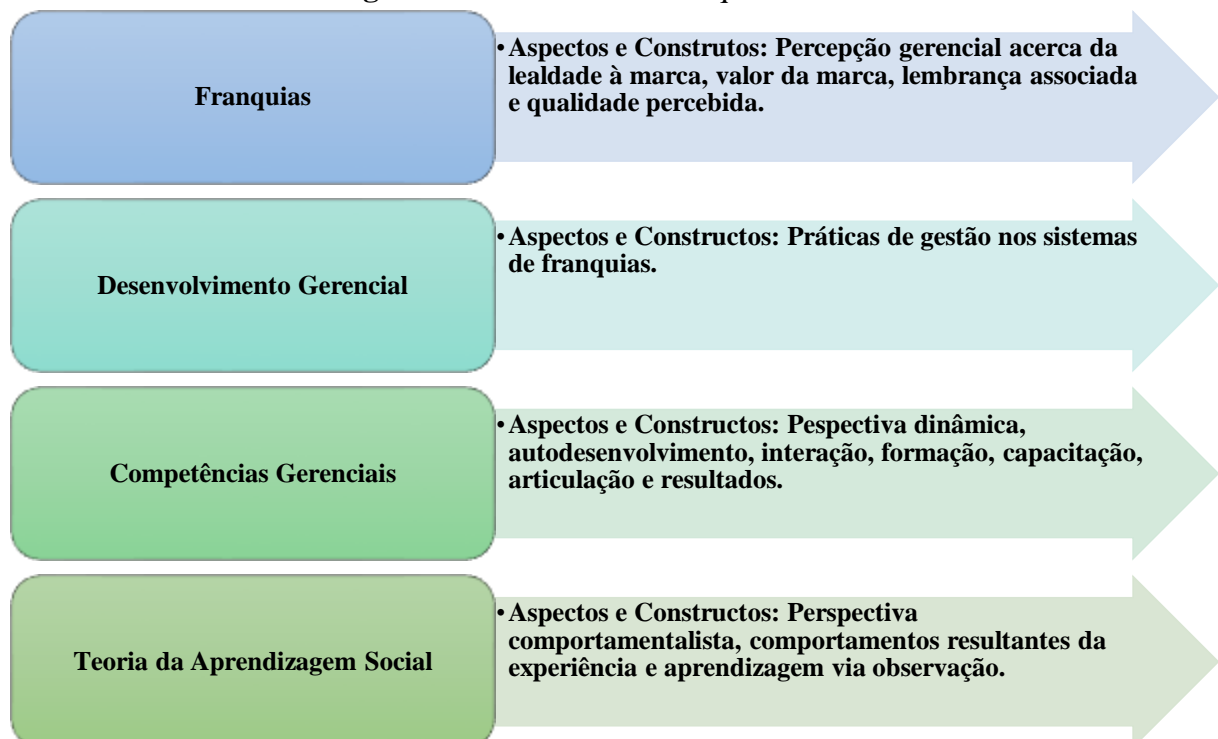 Franquias
•Aspectos e Construtos: Percepção gerencial acerca da
lealdade à marca, valor da marca, lembrança associada
e qualidade percebida.
Desenvolvimento Gerencial
•Aspectos e Constructos: Práticas de gestão nos sistemas
de franquias.
Competências Gerenciais
•Aspectos e Constructos: Pespectiva dinâmica,
autodesenvolvimento, interação, formação, capacitação,
articulação e resultados.
Teoria da Aprendizagem Social
•Aspectos e Constructos: Perspectiva
comportamentalista, comportamentos resultantes da
experiência e aprendizagem via observação.